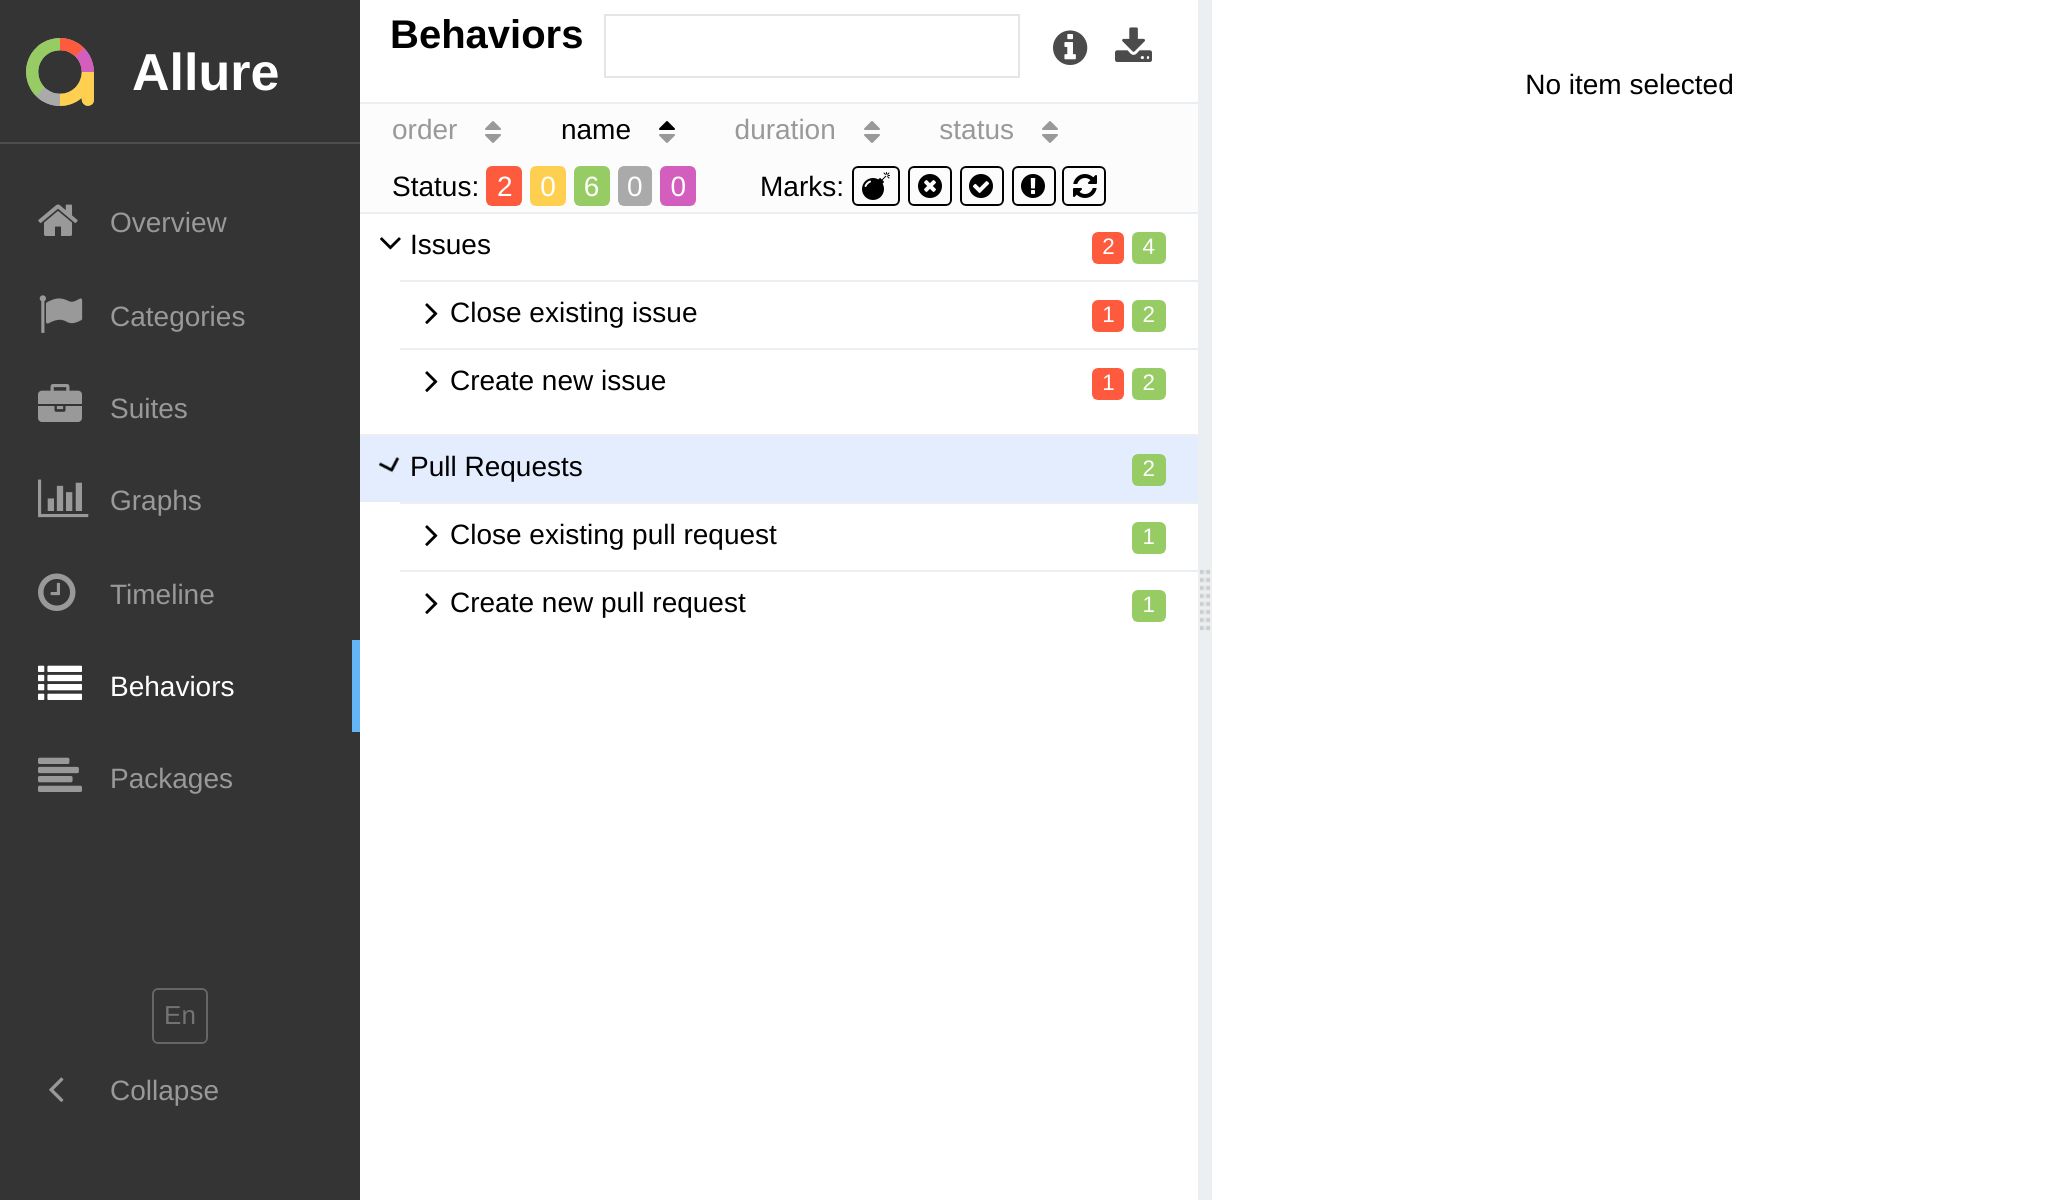 Allure
Overview
Categories
Suites
Graphs
Timeline
Behaviors
Packages
En
Collapse
Behaviors
order name duration status
Status: 2 0 6 0 0 Marks:
Issues 2 4
Close existing issue 1 2
Create new issue 1 2
Pull Requests 2
Close existing pull request 1
Create new pull request 1
No item selected